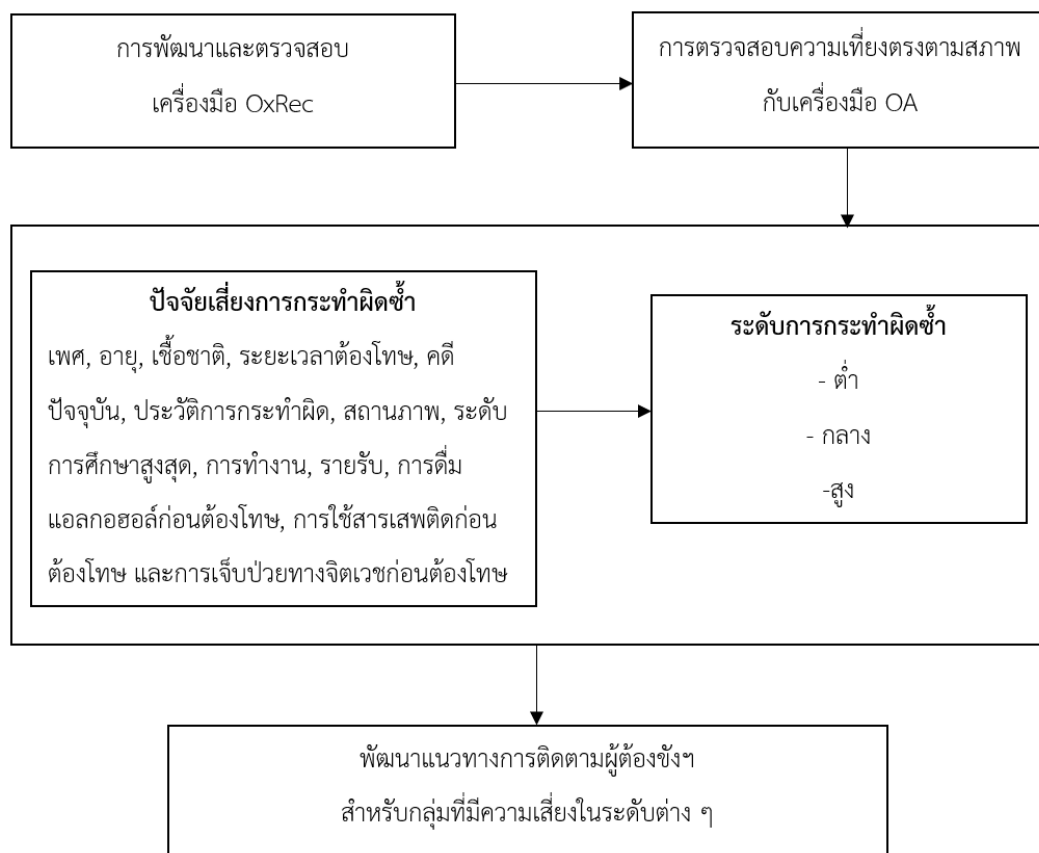 การพัฒนาและตรวจสอบ
เครื่องมือ OxRec
การตรวจสอบความเที่ยงตรงตามสภาพ
กับเครื่องมือ OA
ปัจจัยเสี่ยงการกระทำผิดซ้ำ
เพศ, อายุ, เชื้อชาติ, ระยะเวลาต้องโทษ, คดี
ปัจจุบัน, ประวัติการกระทำผิด, สถานภาพ, ระดับ
การศึกษาสูงสุด, การทำงาน, รายรับ, การดื่ม
แอลกอฮอล์ก่อนต้องโทษ, การใช้สารเสพติดก่อน
ต้องโทษ และการเจ็บป่วยทางจิตเวชก่อนต้องโทษ
ระดับการกระทำผิดซ้ำ
- ต่ำ
- กลาง
-สูง
พัฒนาแนวทางการติดตามผู้ต้องขังฯ
สำหรับกลุ่มที่มีความเสี่ยงในระดับต่าง ๆ